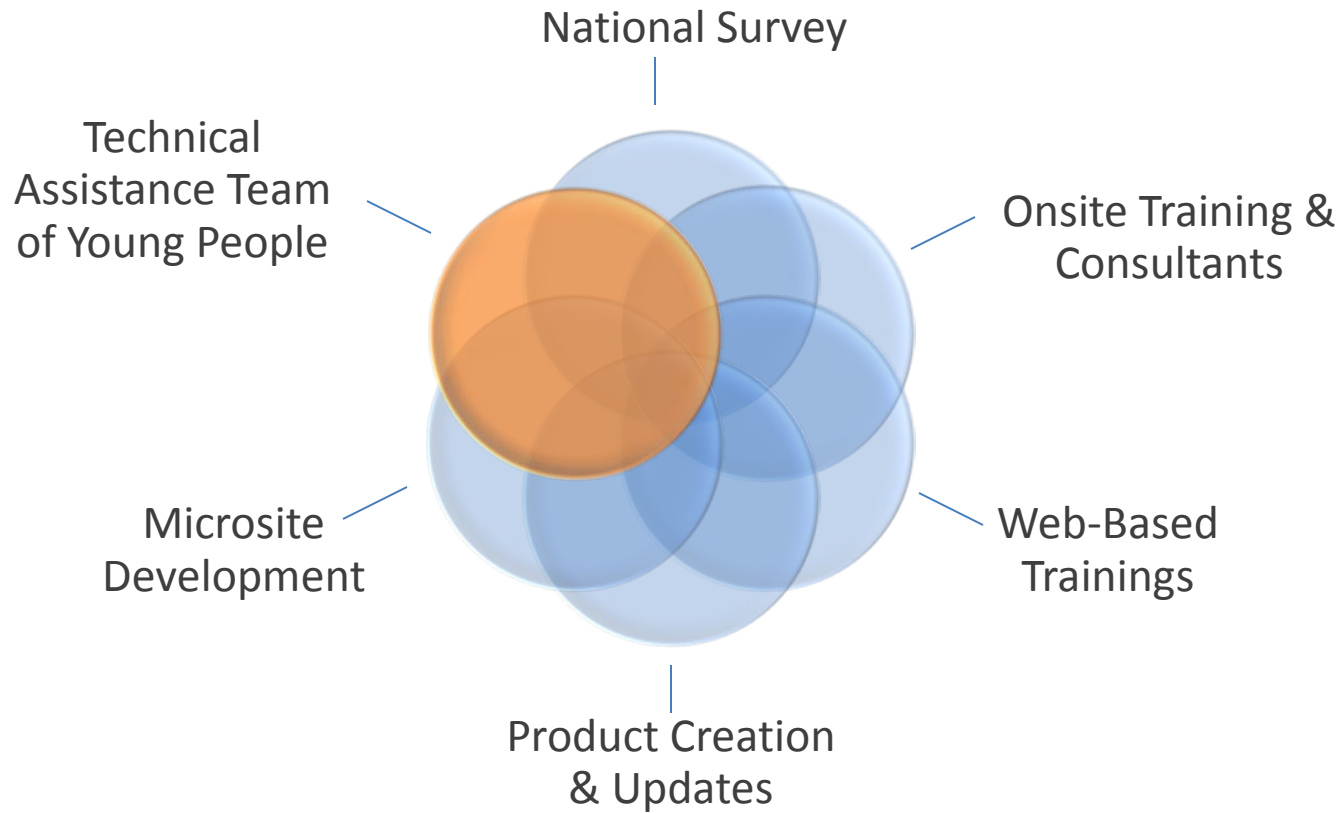 National Survey
Technical
Assistance Team
of Young People
Onsite Training &
Consultants
Microsite
Development
Web-Based
Trainings
Product Creation
& Updates